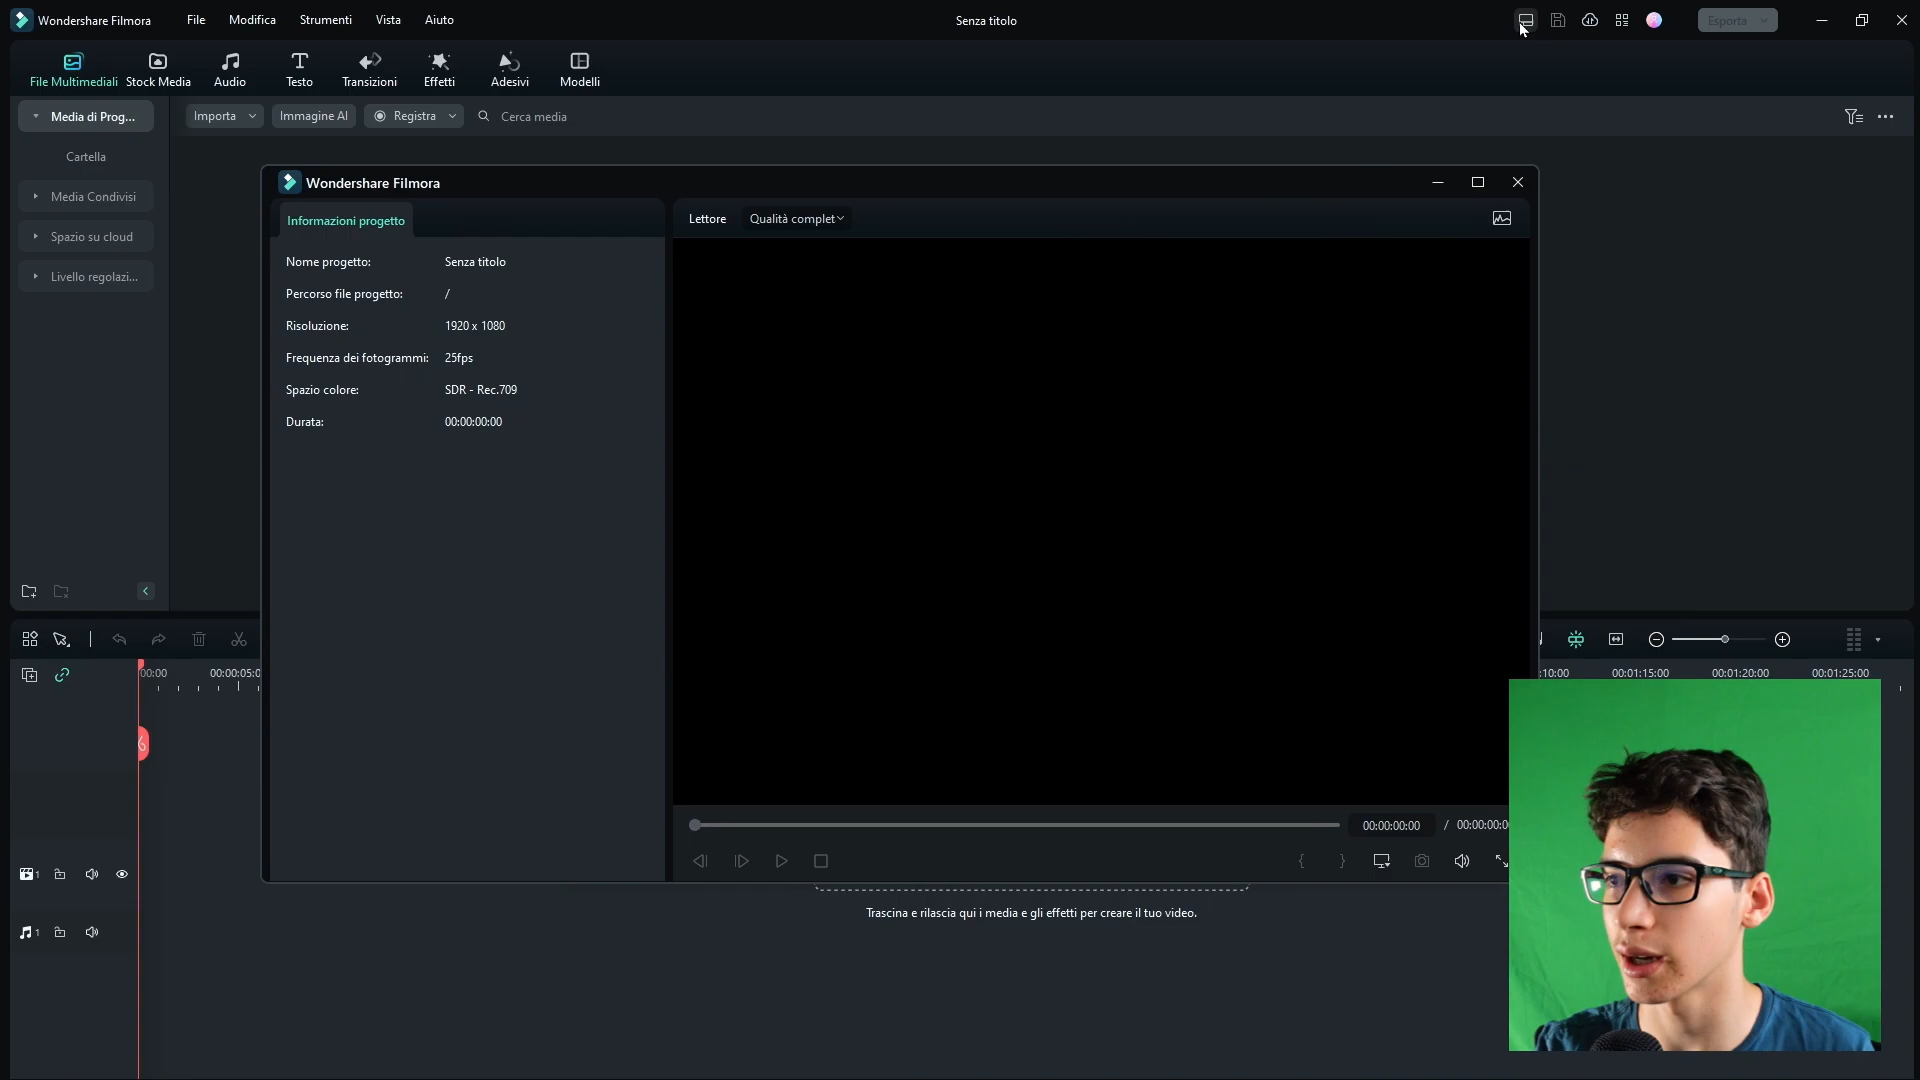 Wondershare Filmora File Modifica Strumenti Vista Aiuto Senza titolo Esporta
File Multimediali Stock Media Audio Testo Transizioni Effetti Adesivi Modelli
Media di Prog... Importa Immagine AI Registra Cerca media
Cartella
Media Condivisi
Spazio su cloud
Livello regolazi...
Wondershare Filmora
Informazioni progetto
Lettore Qualità complet
Nome progetto: Senza titolo
Percorso file progetto: /
Risoluzione: 1920 x 1080
Frequenza dei fotogrammi: 25fps
Spazio colore: SDR - Rec.709
Durata: 00:00:00:00
00:00:00:00 / 00:00:00:0
00:00 00:00:05:0 :10:00 00:01:15:00 00:01:20:00 00:01:25:00
1
1
Trascina e rilascia qui i media e gli effetti per creare il tuo video.